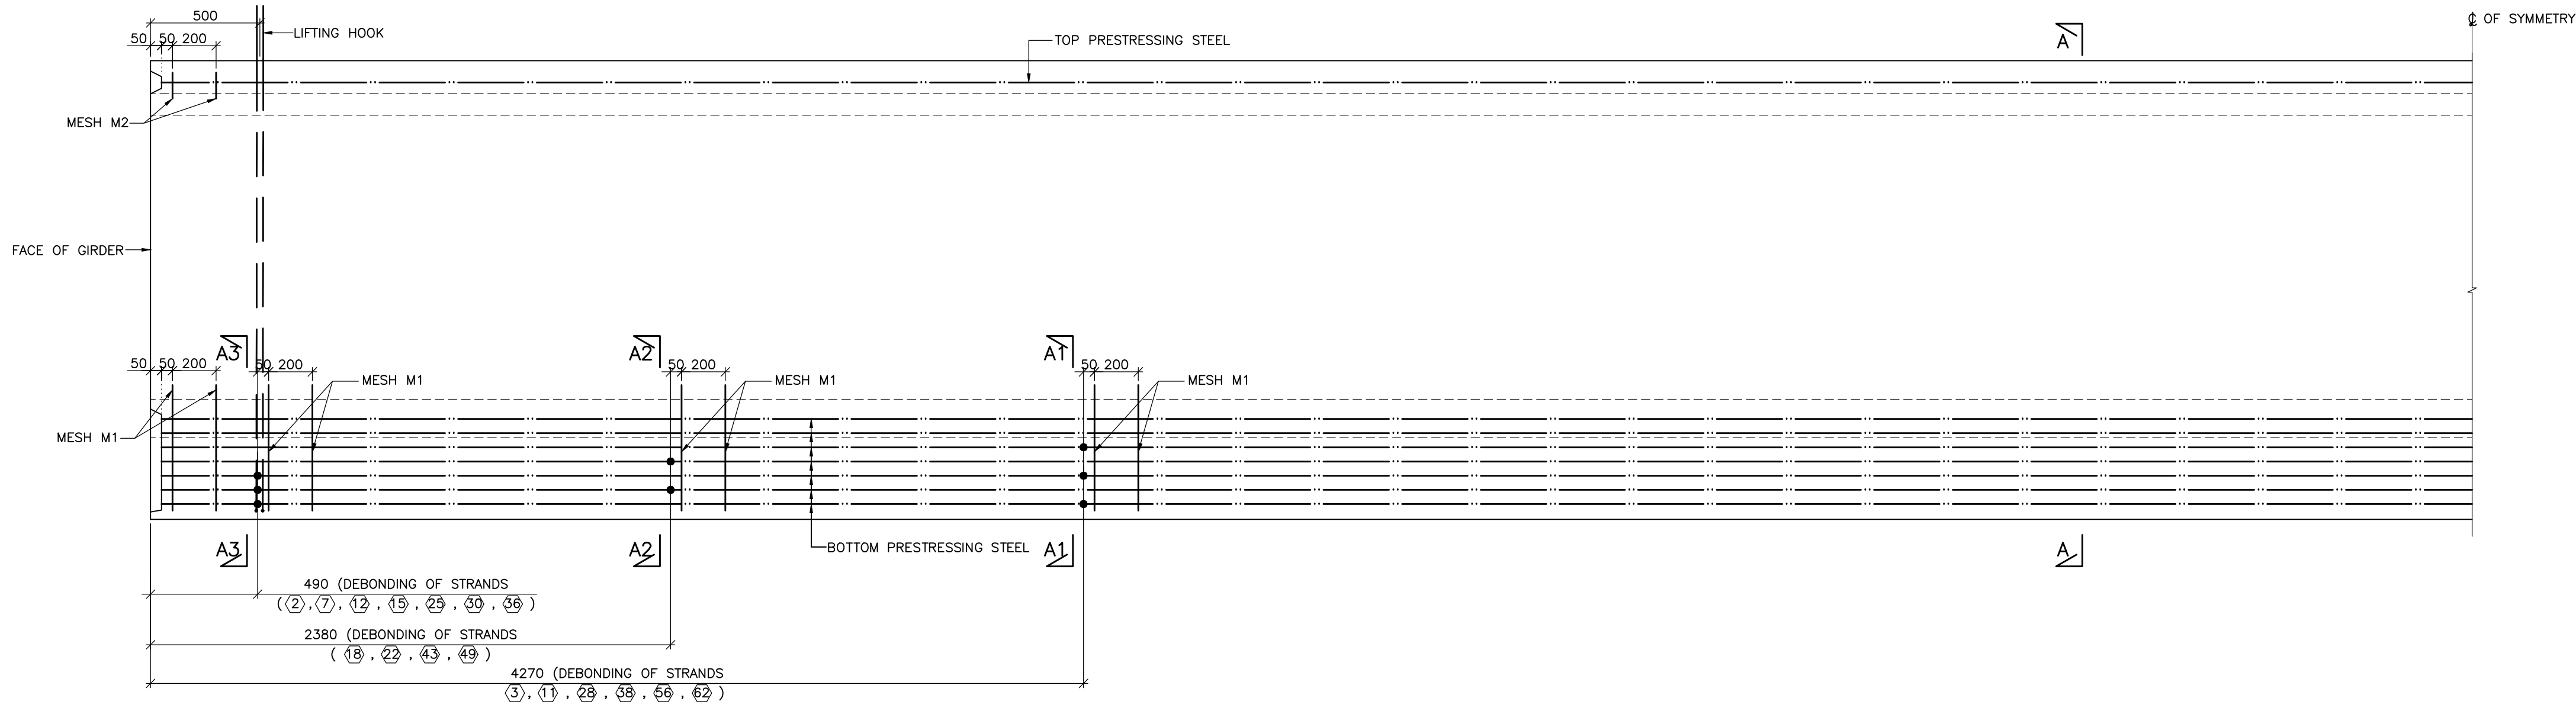 500
℄ OF SYMMETRY
LIFTING HOOK
50 50 200
TOP PRESTRESSING STEEL
A
MESH M2
FACE OF GIRDER
A3
A2
A1
50 50 200
50 200
50 200
50 200
MESH M1
MESH M1
MESH M1
MESH M1
BOTTOM PRESTRESSING STEEL
A3
A2
A1
A
490 (DEBONDING OF STRANDS
( 2 , 7 , 12 , 15 , 25 , 30 , 36 )
2380 (DEBONDING OF STRANDS
( 18 , 22 , 43 , 49 )
4270 (DEBONDING OF STRANDS
3 , 11 , 28 , 38 , 56 , 62 )